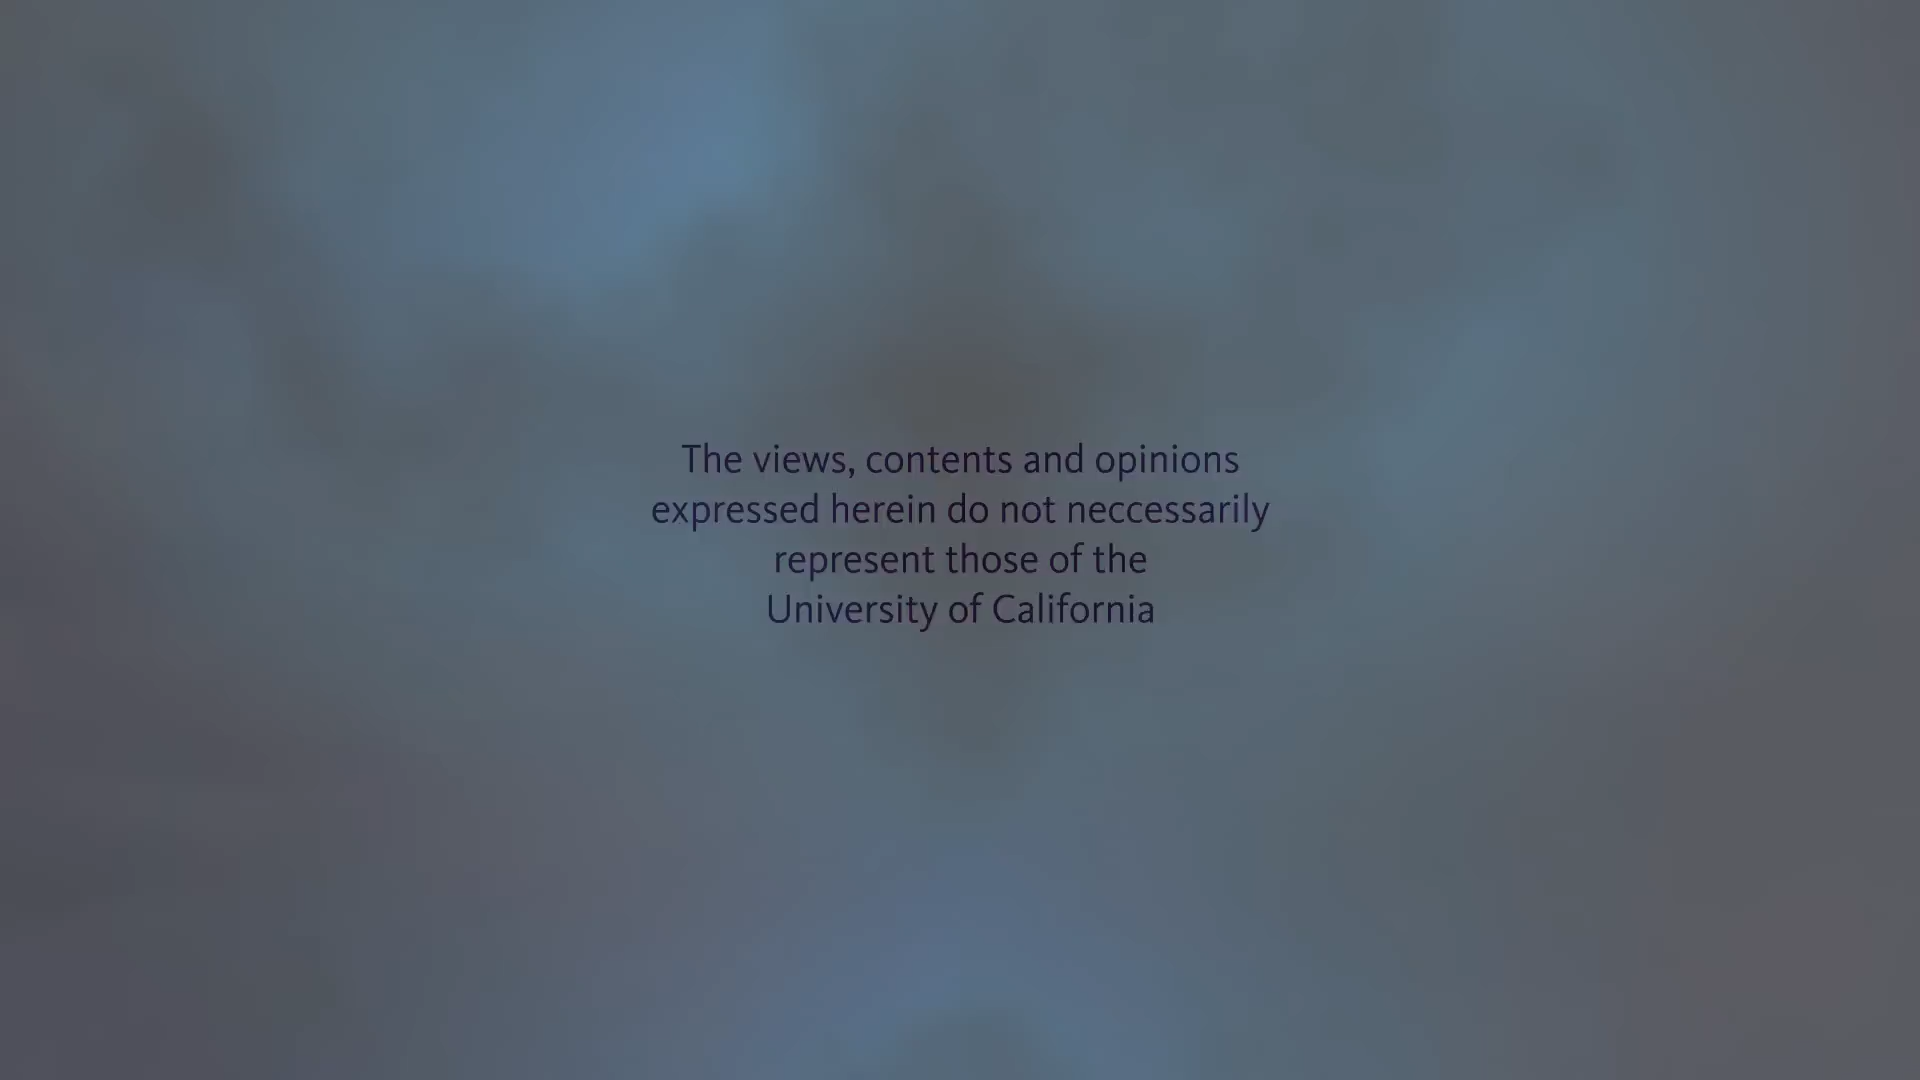 The views, contents and opinions
expressed herein do not neccessarily
represent those of the
University of California